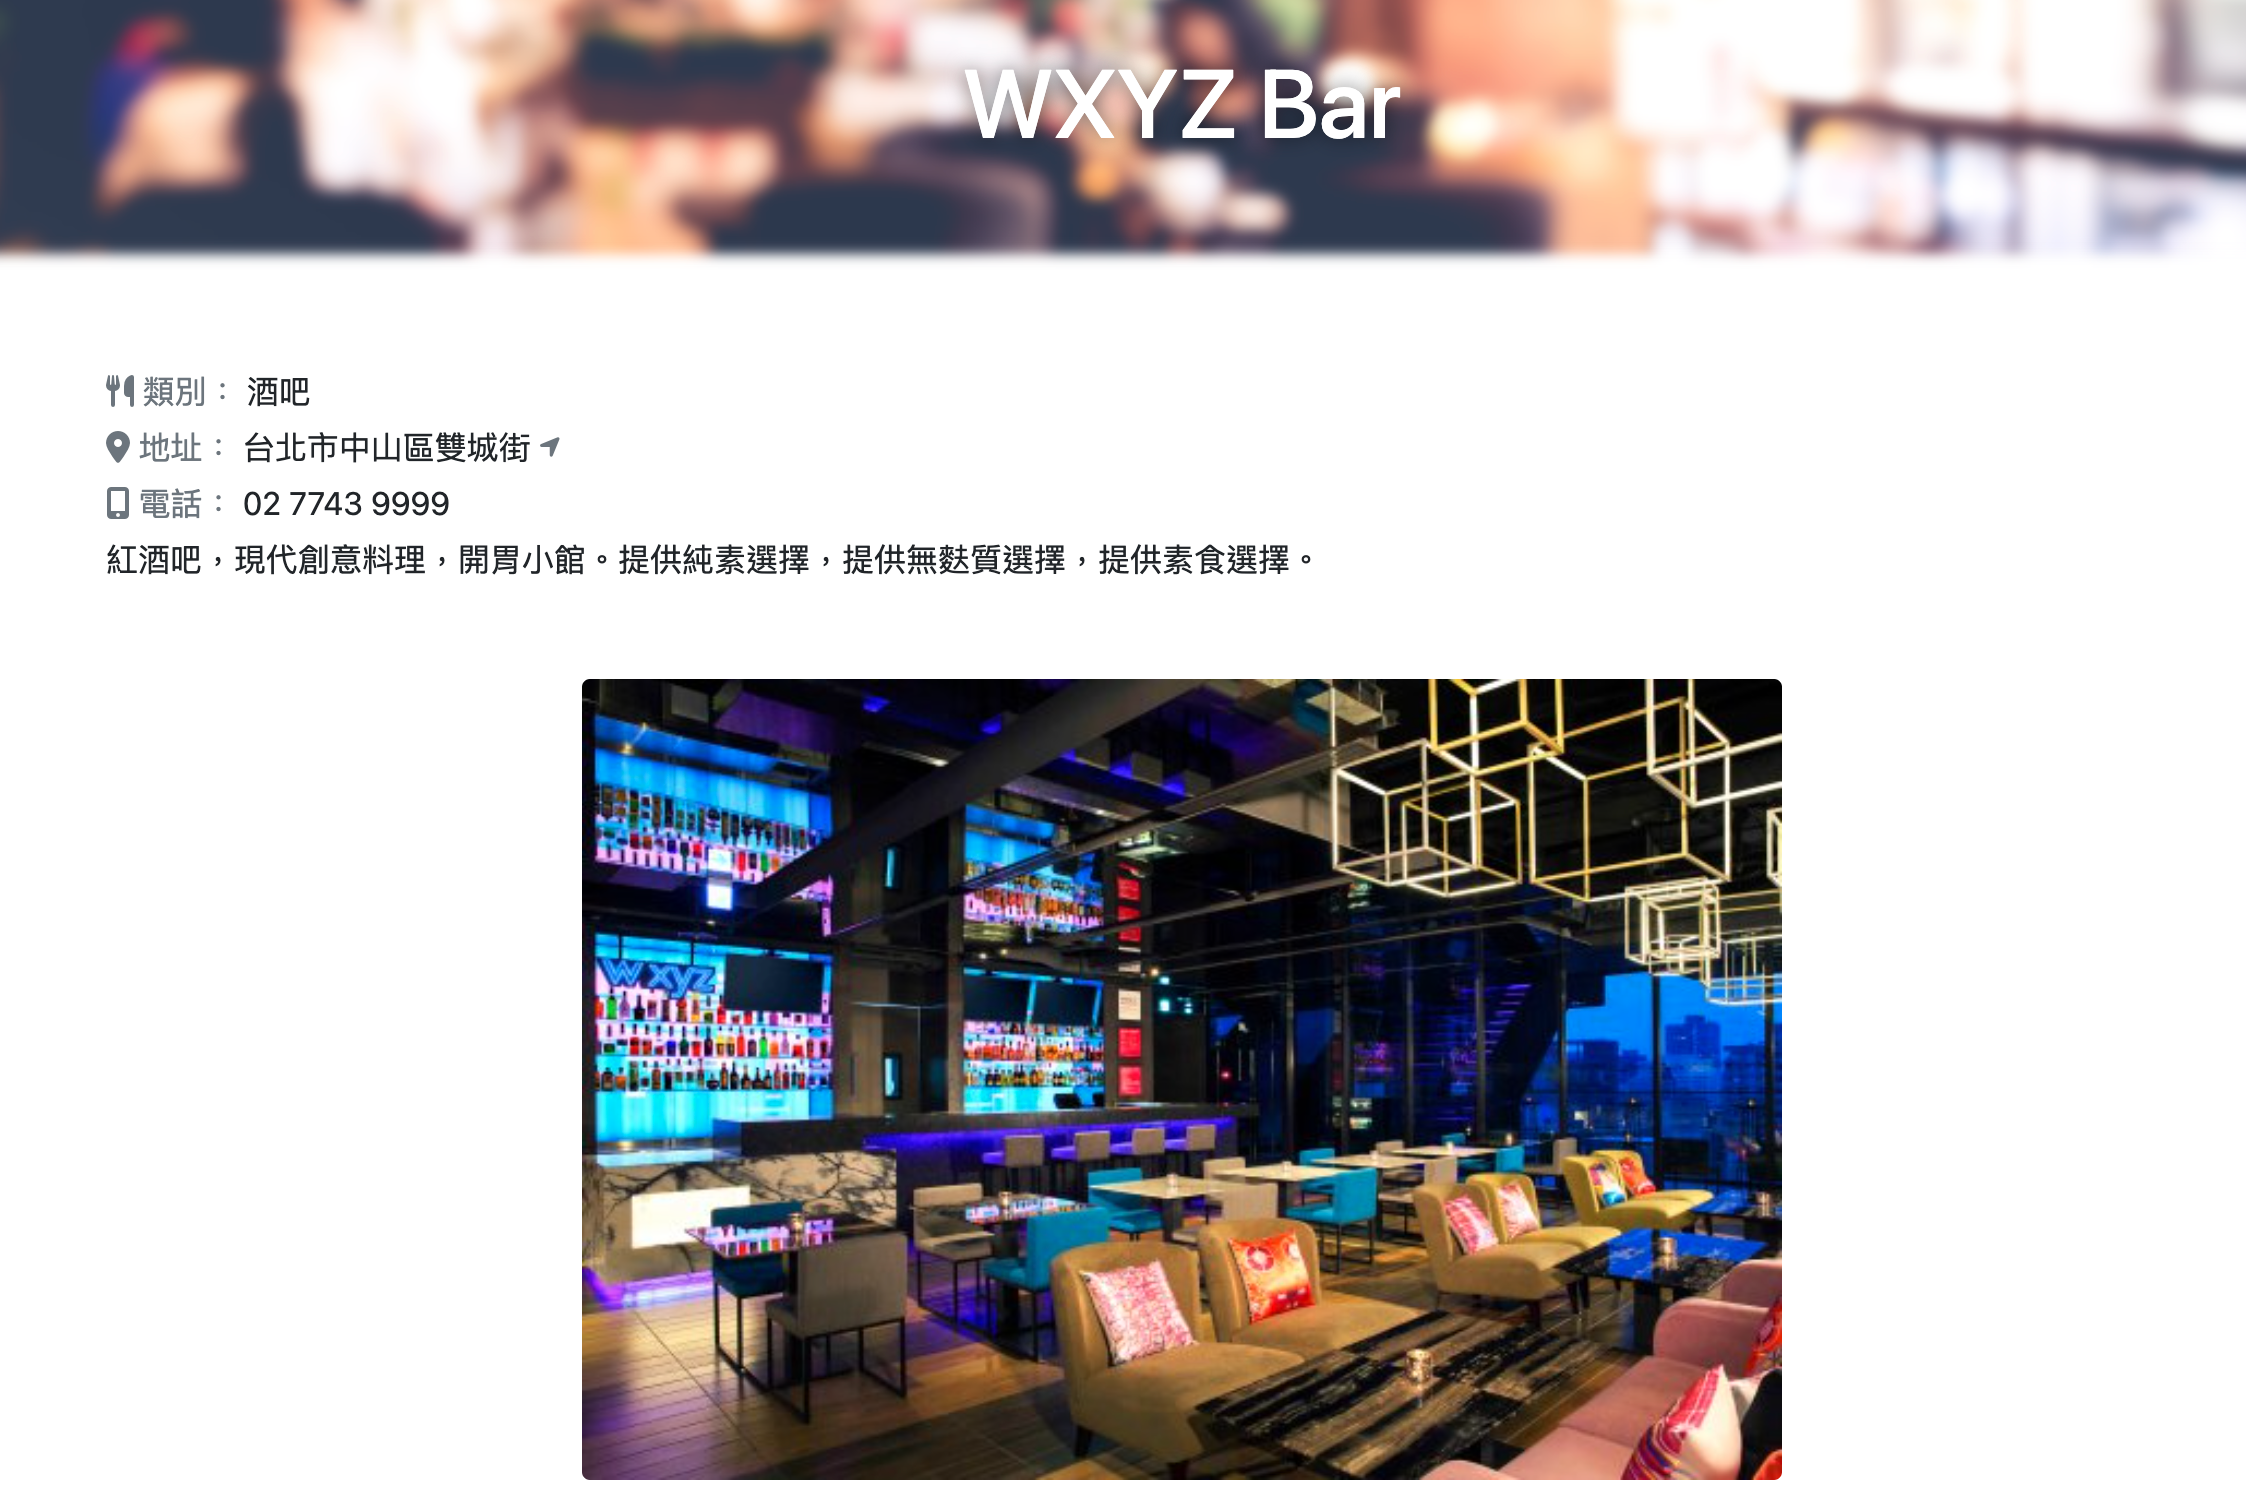 WXYZ Bar
類別： 酒吧
地址： 台北市中山區雙城街
電話： 02 7743 9999
紅酒吧，現代創意料理，開胃小館。提供純素選擇，提供無麩質選擇，提供素食選擇。
w xyz